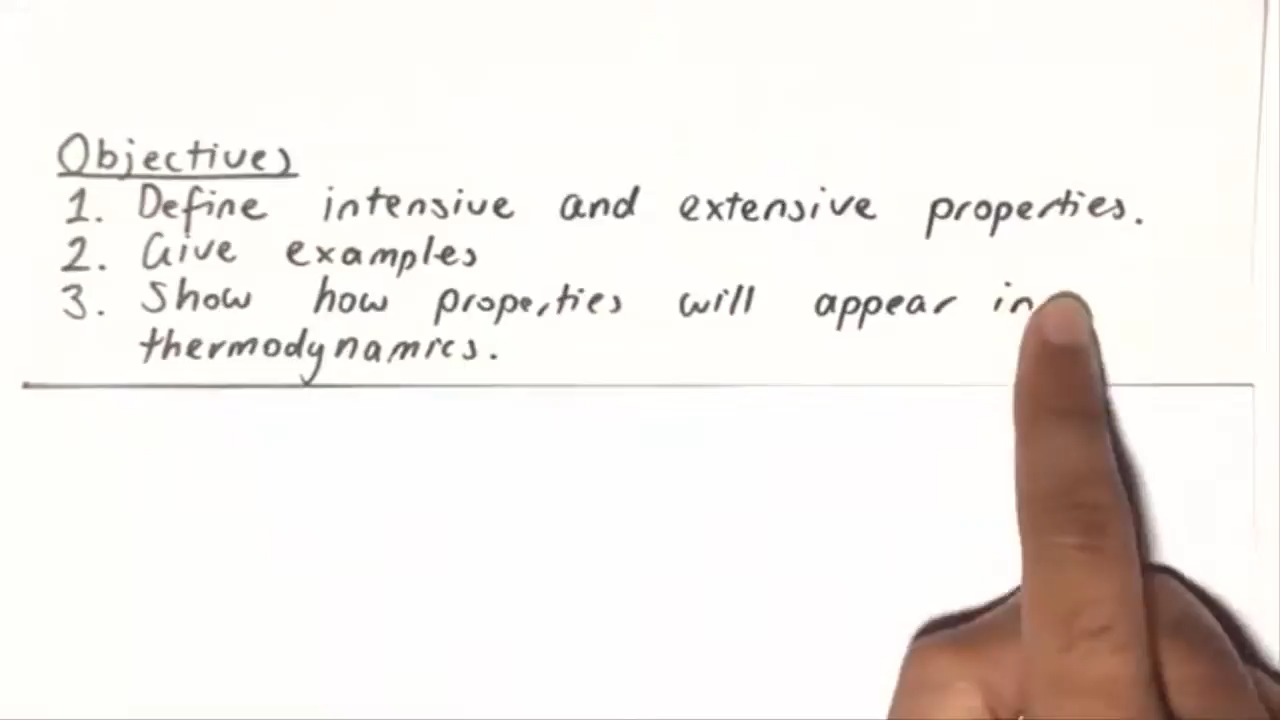 Objectives
1. Define intensive and extensive properties.
2. Give examples
3. Show how properties will appear in
thermodynamics.